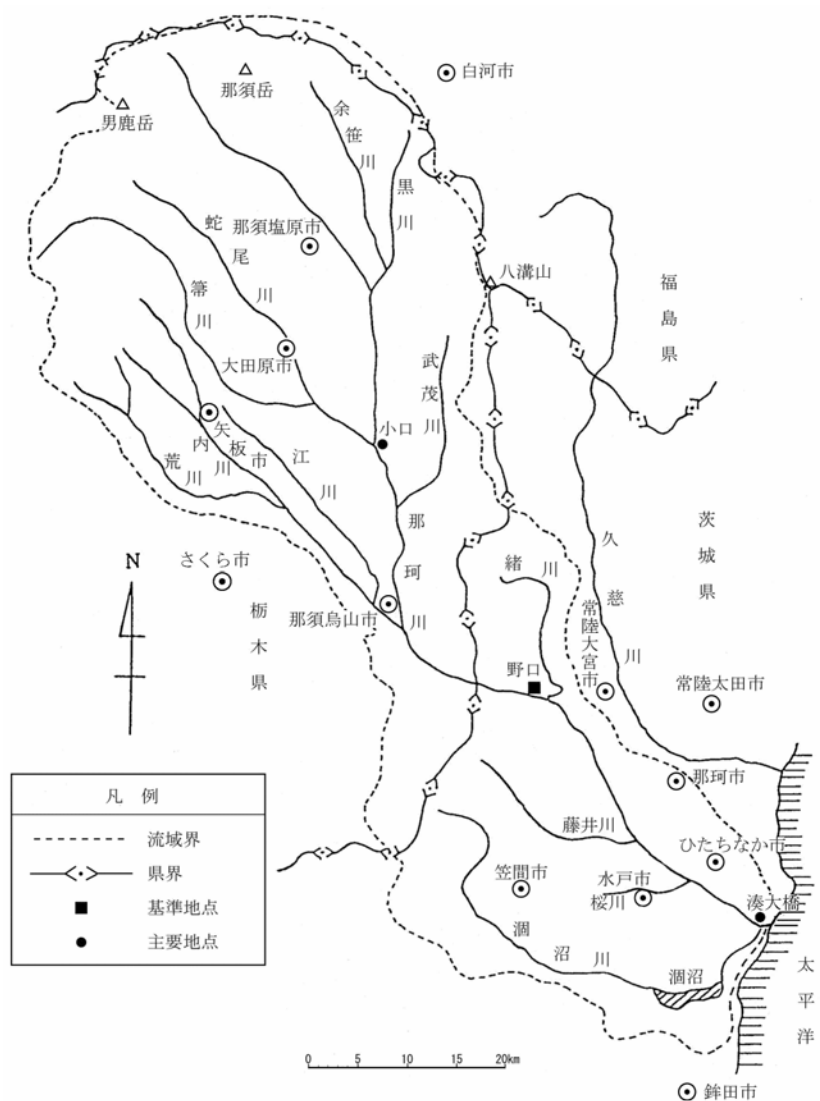 白河市
那須岳
男鹿岳
余笹川
黒川
蛇尾川
那須塩原市
八溝山
福島県
箒川
大田原市
武茂川
小口
矢板市
内川
荒川
江川
那珂川
久慈川
茨城県
N
さくら市
栃木県
緒川
那須烏山市
常陸大宮市
野口
常陸太田市
凡例
流域界
県界
基準地点
主要地点
那珂市
藤井川
ひたちなか市
笠間市
水戸市
桜川
湊大橋
涸沼川
涸沼
太平洋
0 5 10 15 20km
鉾田市